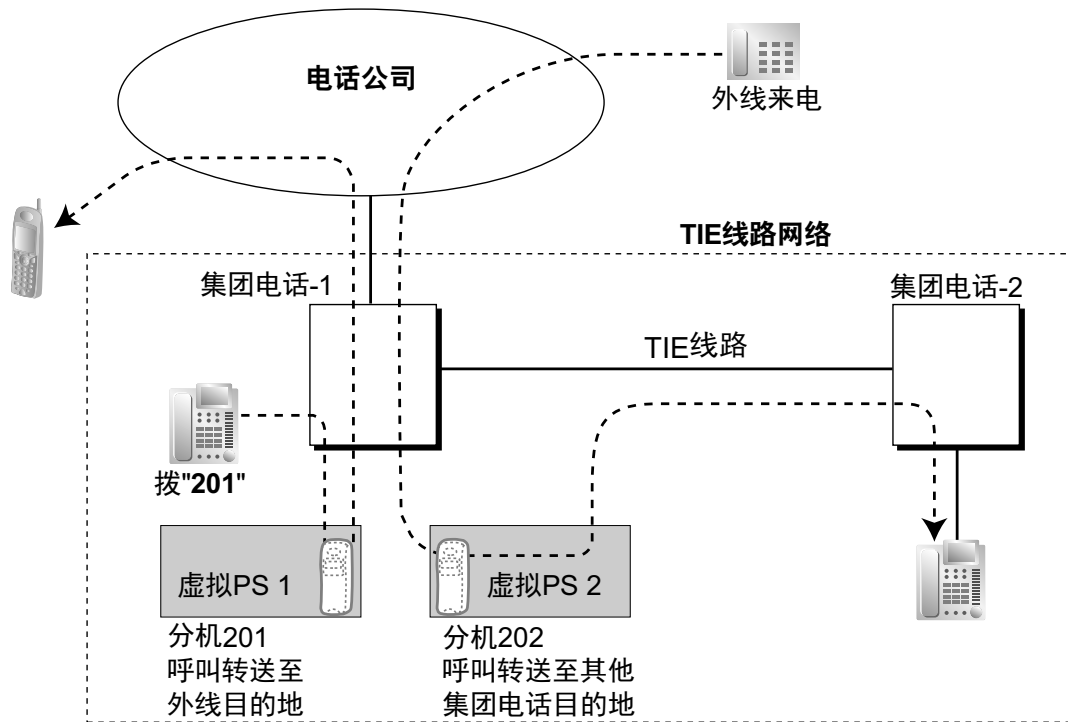 电话公司
外线来电
TIE线路网络
集团电话-1
集团电话-2
TIE线路
拨"201"
虚拟PS 1
虚拟PS 2
分机201
呼叫转送至
外线目的地
分机202
呼叫转送至其他
集团电话目的地